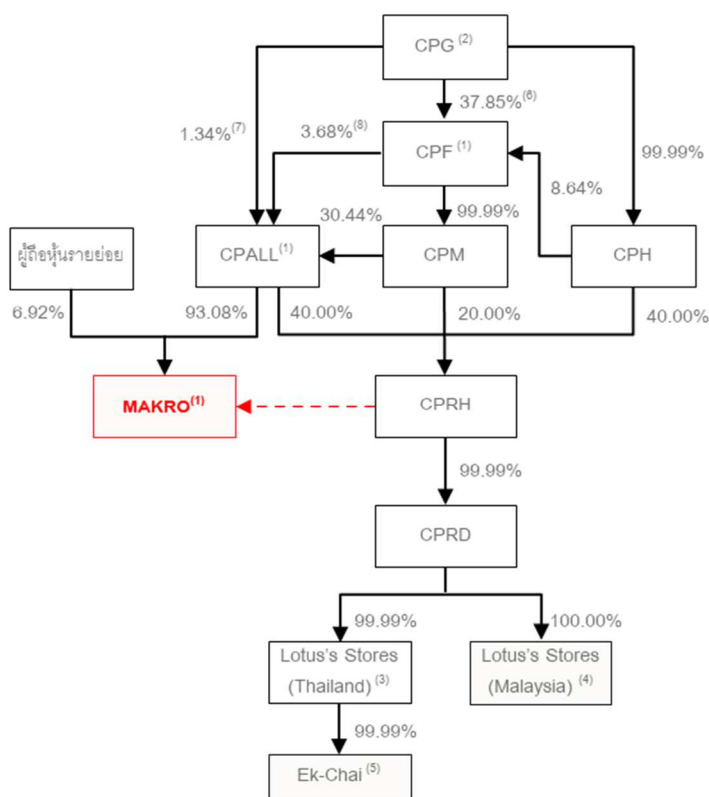 CPG (2)
37.85%(6)
1.34%(7)
3.68%(8)
CPF (1)
99.99%
8.64%
30.44%
99.99%
ผู้ถือหุ้นรายย่อย
CPALL(1)
CPM
CPH
6.92%
93.08%
40.00%
20.00%
40.00%
MAKRO(1)
CPRH
99.99%
CPRD
99.99%
100.00%
Lotus's Stores
(Thailand) (3)
Lotus's Stores
(Malaysia) (4)
99.99%
Ek-Chai (5)